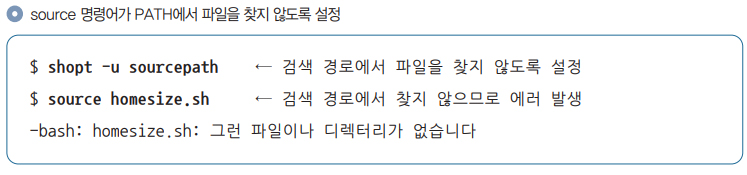 source 명령어가 PATH에서 파일을 찾지 않도록 설정
$ shopt -u sourcepath ← 검색 경로에서 파일을 찾지 않도록 설정
$ source homesize.sh ← 검색 경로에서 찾지 않으므로 에러 발생
-bash: homesize.sh: 그런 파일이나 디렉터리가 없습니다